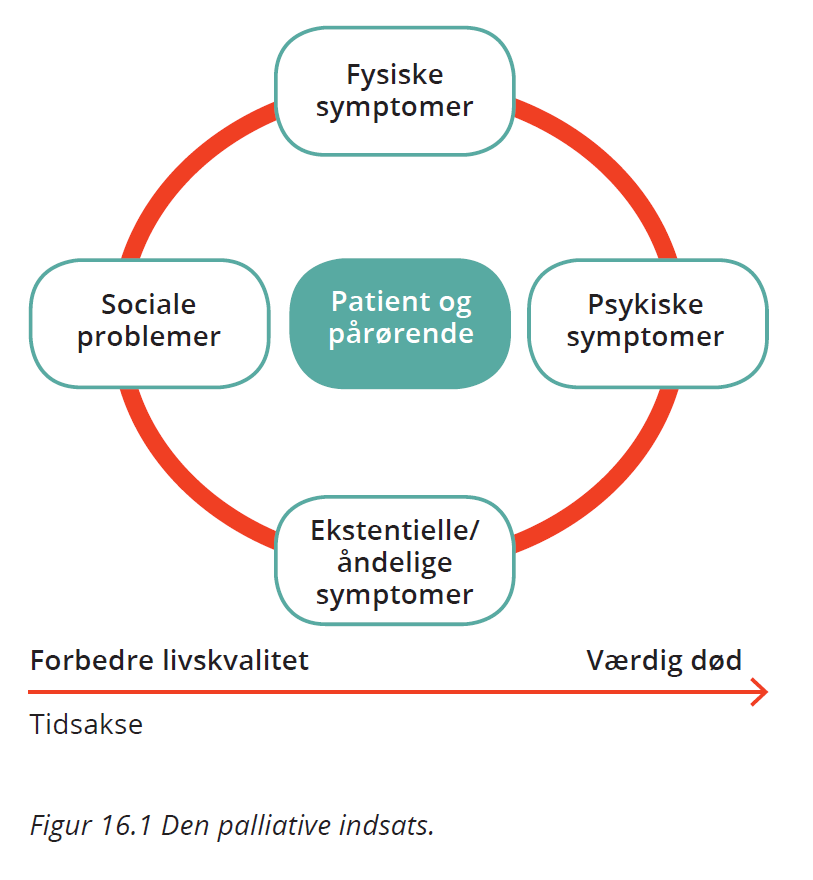 Fysiske
symptomer
Sociale
problemer
Patient og
pårørende
Psykiske
symptomer
Ekstentielle/
åndelige
symptomer
Forbedre livskvalitet
Værdig død
Tidsakse
Figur 16.1 Den palliative indsats.